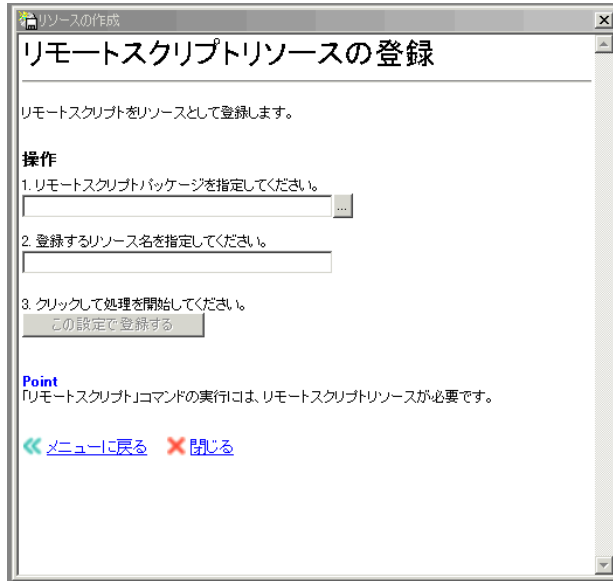 リソースの作成
リモートスクリプトリソースの登録
リモートスクリプトをリソースとして登録します。
操作
1. リモートスクリプトパッケージを指定してください。
...
2. 登録するリソース名を指定してください。
3. クリックして処理を開始してください。
この設定で登録する
Point
「リモートスクリプト」コマンドの実行には、リモートスクリプトリソースが必要です。
メニューに戻る 閉じる